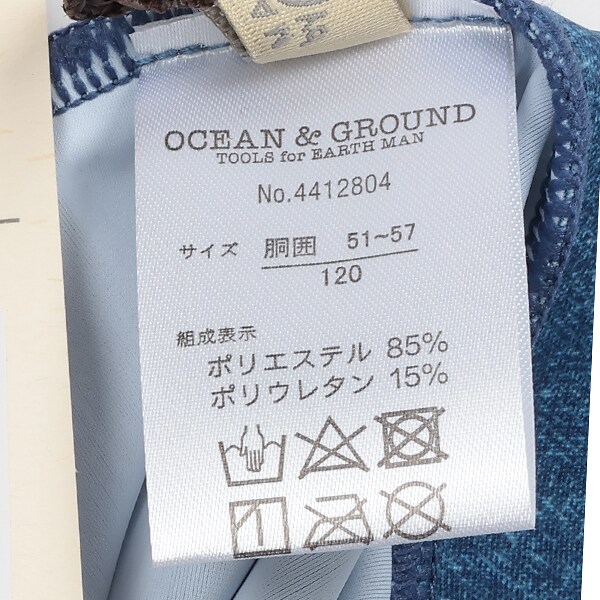 OCEAN & GROUND
TOOLS for EARTH MAN
No.4412804
サイズ 胴囲 51~57
120
組成表示
ポリエステル 85%
ポリウレタン 15%